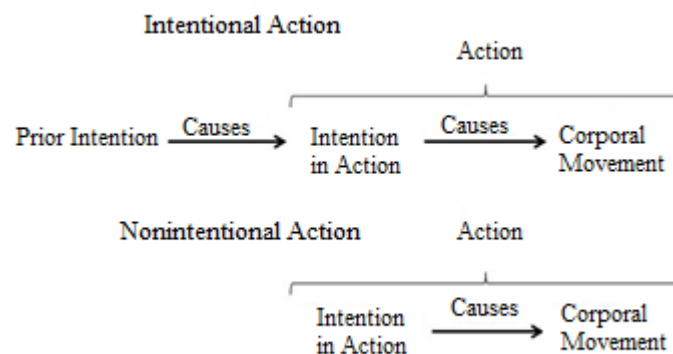 Intentional Action
Action
Prior Intention Causes Intention in Action Causes Corporal Movement
Nonintentional Action Action
Intention in Action Causes Corporal Movement